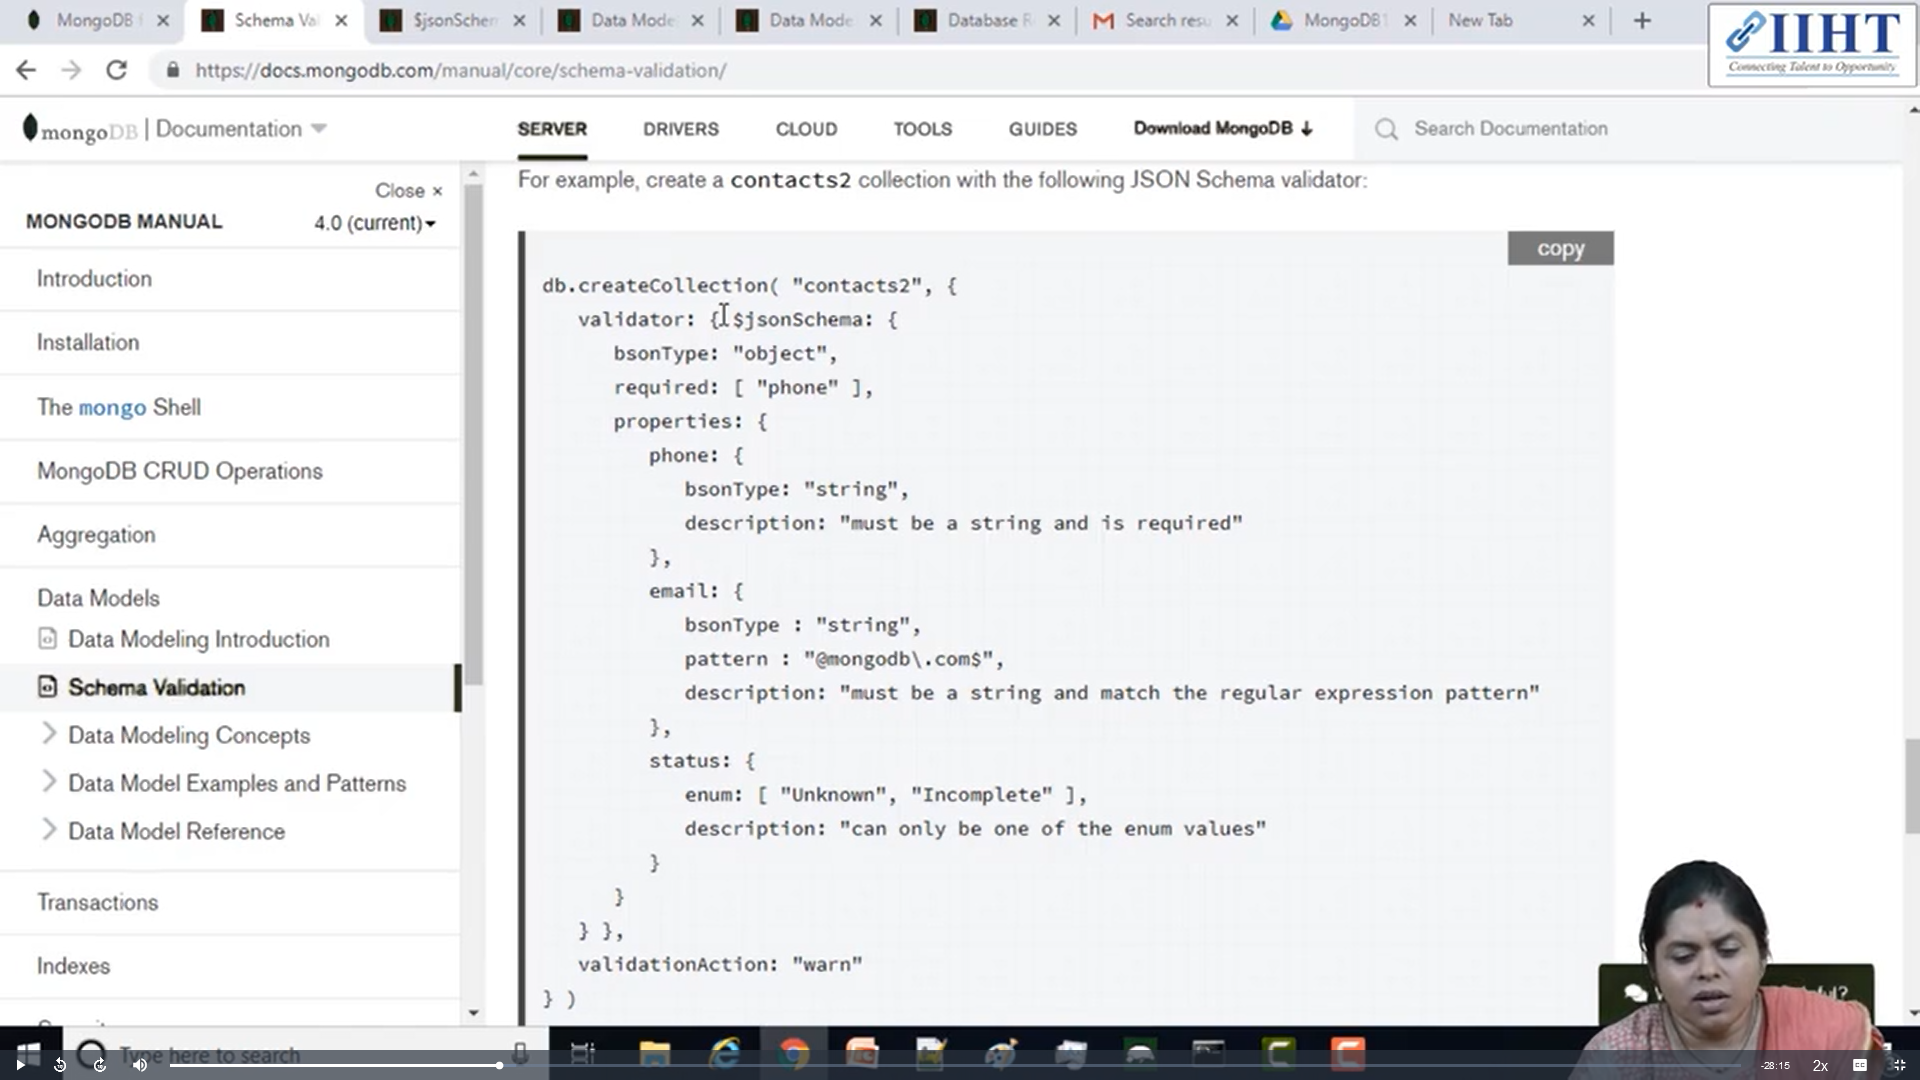 MongoDB
Schema Val
$jsonSchem
Data Mode
Data Mode
Database R
Search resu
MongoDB1
New Tab
IIHT
Connecting Talent to Opportunity
https://docs.mongodb.com/manual/core/schema-validation/
mongoDB | Documentation
SERVER
DRIVERS
CLOUD
TOOLS
GUIDES
Download MongoDB
Search Documentation
Close ×
MONGODB MANUAL
4.0 (current)
Introduction
Installation
The mongo Shell
MongoDB CRUD Operations
Aggregation
Data Models
Data Modeling Introduction
Schema Validation
Data Modeling Concepts
Data Model Examples and Patterns
Data Model Reference
Transactions
Indexes
For example, create a contacts2 collection with the following JSON Schema validator:
copy
db.createCollection( "contacts2", {
validator: { $jsonSchema: {
bsonType: "object",
required: [ "phone" ],
properties: {
phone: {
bsonType: "string",
description: "must be a string and is required"
},
email: {
bsonType : "string",
pattern : "@mongodb\.com$",
description: "must be a string and match the regular expression pattern"
},
status: {
enum: [ "Unknown", "Incomplete" ],
description: "can only be one of the enum values"
}
}
} },
validationAction: "warn"
} )
Type here to search
-28:15
2x